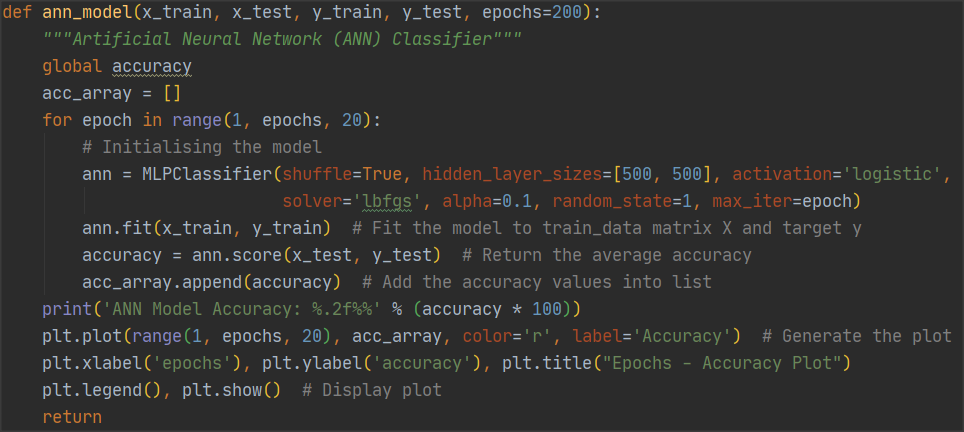 def ann_model(x_train, x_test, y_train, y_test, epochs=200):
    """Artificial Neural Network (ANN) Classifier"""
    global accuracy
    acc_array = []
    for epoch in range(1, epochs, 20):
        # Initialising the model
        ann = MLPClassifier(shuffle=True, hidden_layer_sizes=[500, 500], activation='logistic',
                            solver='lbfgs', alpha=0.1, random_state=1, max_iter=epoch)
        ann.fit(x_train, y_train)  # Fit the model to train_data matrix X and target y
        accuracy = ann.score(x_test, y_test)  # Return the average accuracy
        acc_array.append(accuracy)  # Add the accuracy values into list
    print('ANN Model Accuracy: %.2f%%' % (accuracy * 100))
    plt.plot(range(1, epochs, 20), acc_array, color='r', label='Accuracy')  # Generate the plot
    plt.xlabel('epochs'), plt.ylabel('accuracy'), plt.title("Epochs - Accuracy Plot")
    plt.legend(), plt.show()  # Display plot
    return